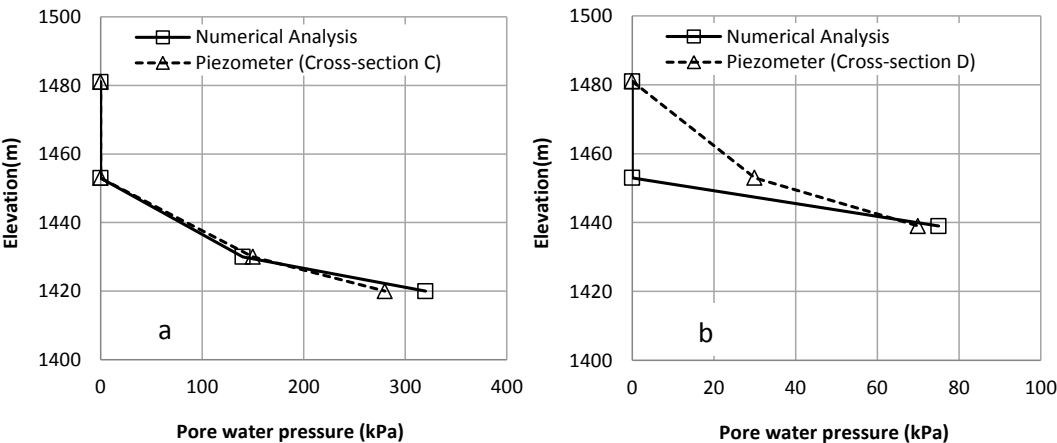 1500
1480
1460
1440
1420
1400
Elevation(m)
Numerical Analysis
Piezometer (Cross-section C)
a
0
100
200
300
400
Pore water pressure (kPa)
1500
1480
1460
1440
1420
1400
Elevation(m)
Numerical Analysis
Piezometer (Cross-section D)
b
0
20
40
60
80
100
Pore water pressure (kPa)